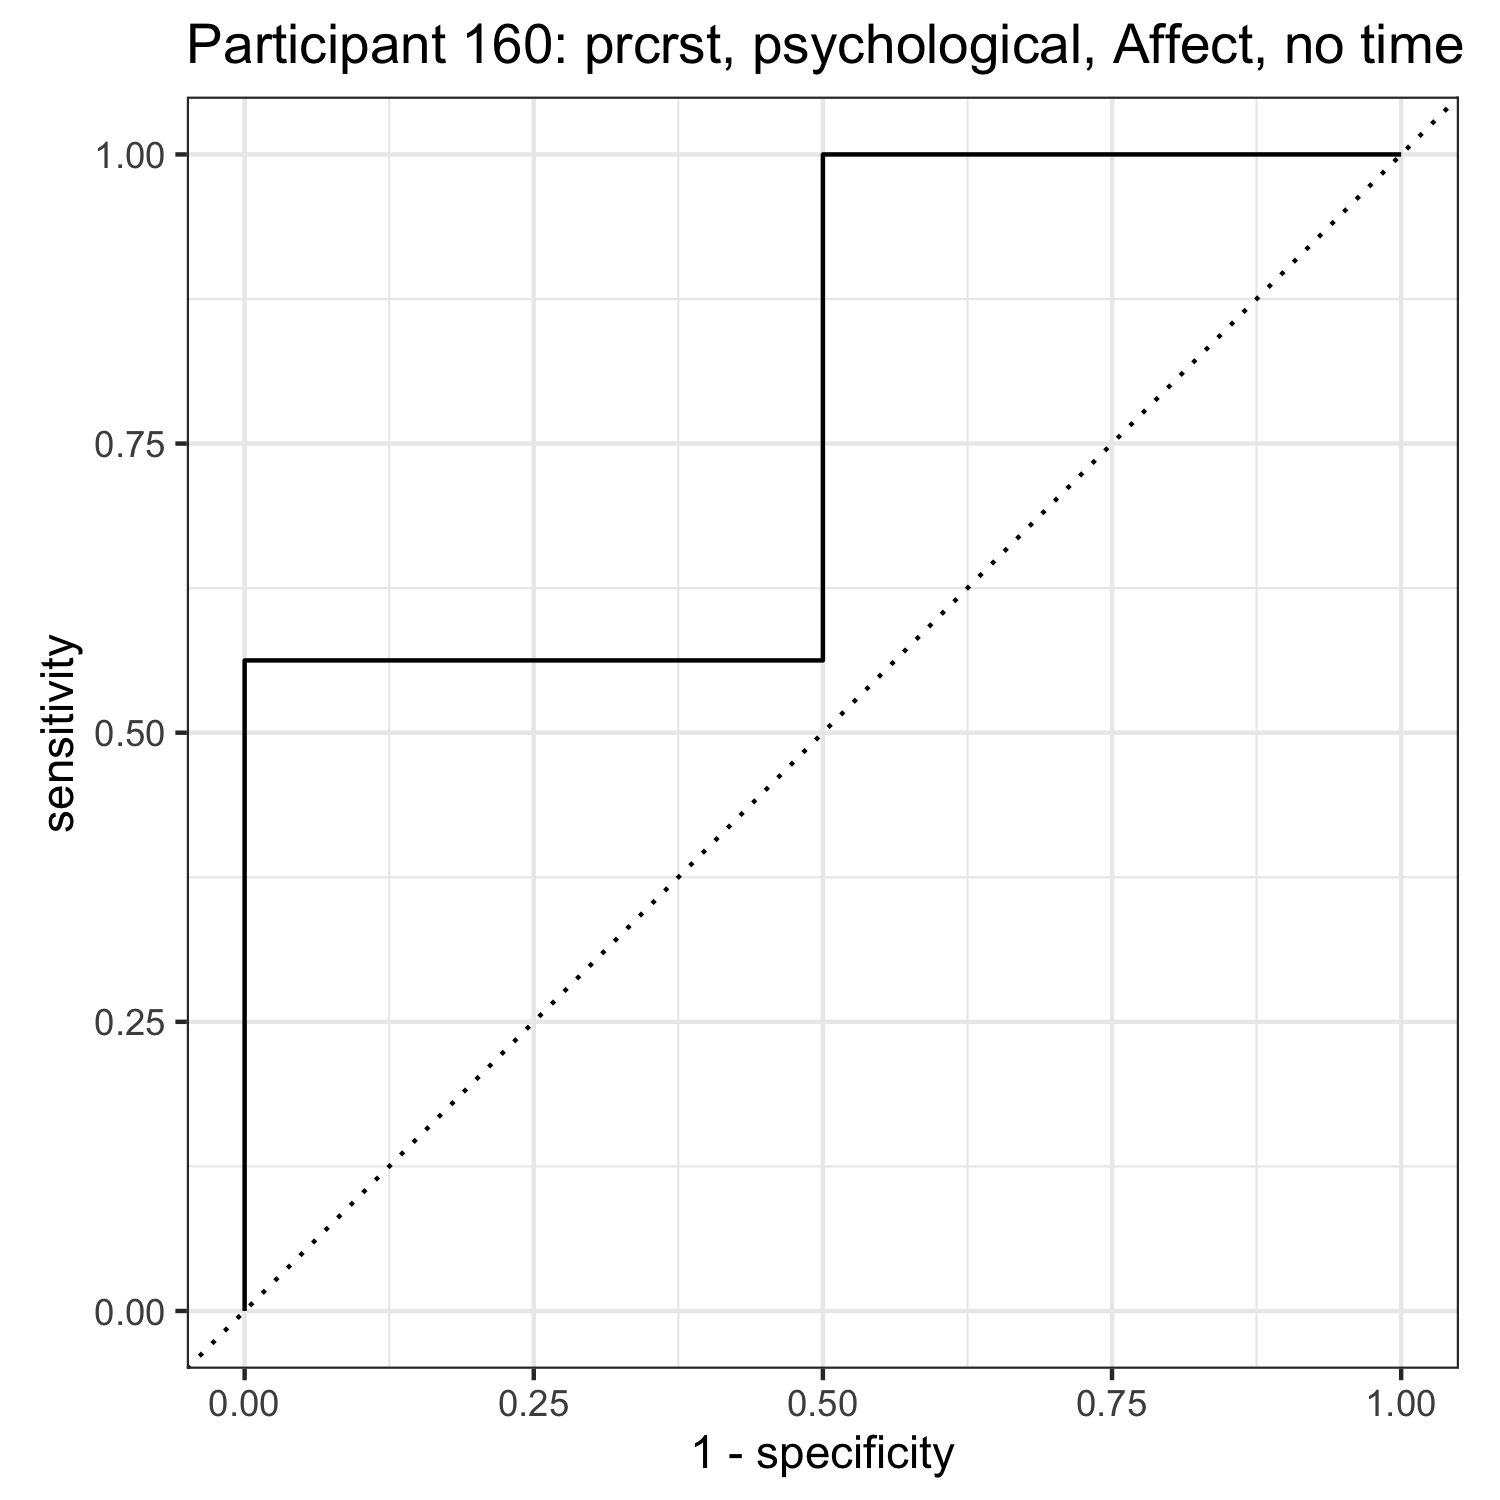 Participant 160: prcrst, psychological, Affect, no time
1.00
0.75
0.50
0.25
0.00
sensitivity
0.00 0.25 0.50 0.75 1.00
1 - specificity